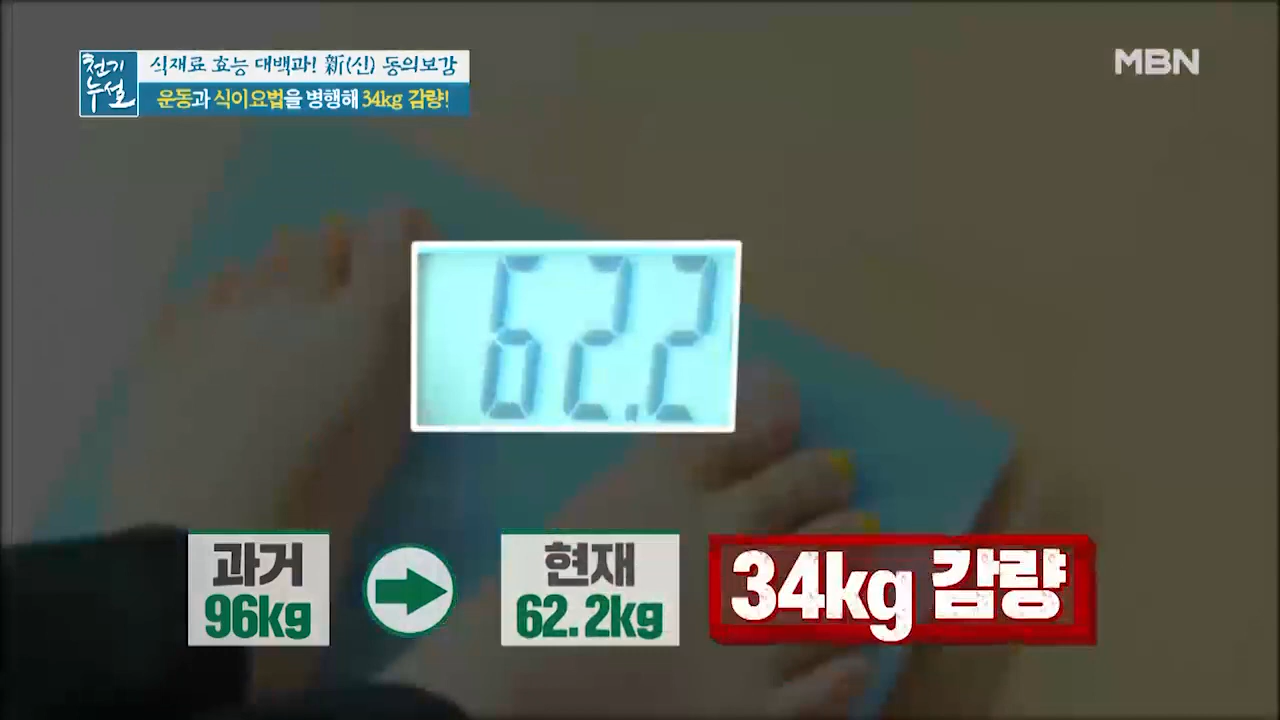 천기누설
식재료 효능 대백과! 新(신) 동의보감
운동과 식이요법을 병행해 34kg 감량!
MBN
62.2
과거
96kg
현재
62.2kg
34kg 감량